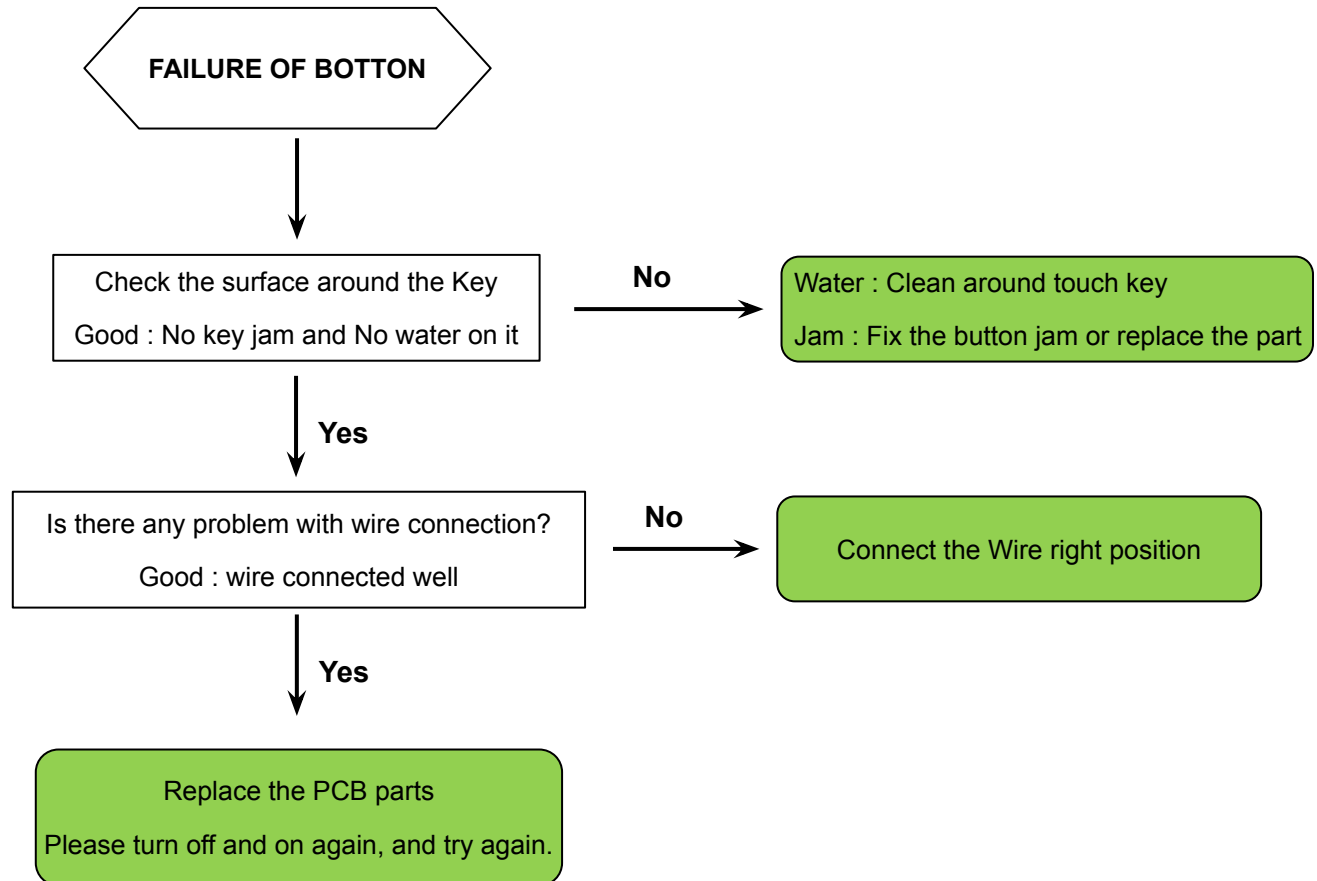 FAILURE OF BOTTON
Check the surface around the Key
Good : No key jam and No water on it
No
Water : Clean around touch key
Jam : Fix the button jam or replace the part
Yes
Is there any problem with wire connection?
Good : wire connected well
No
Connect the Wire right position
Yes
Replace the PCB parts
Please turn off and on again, and try again.